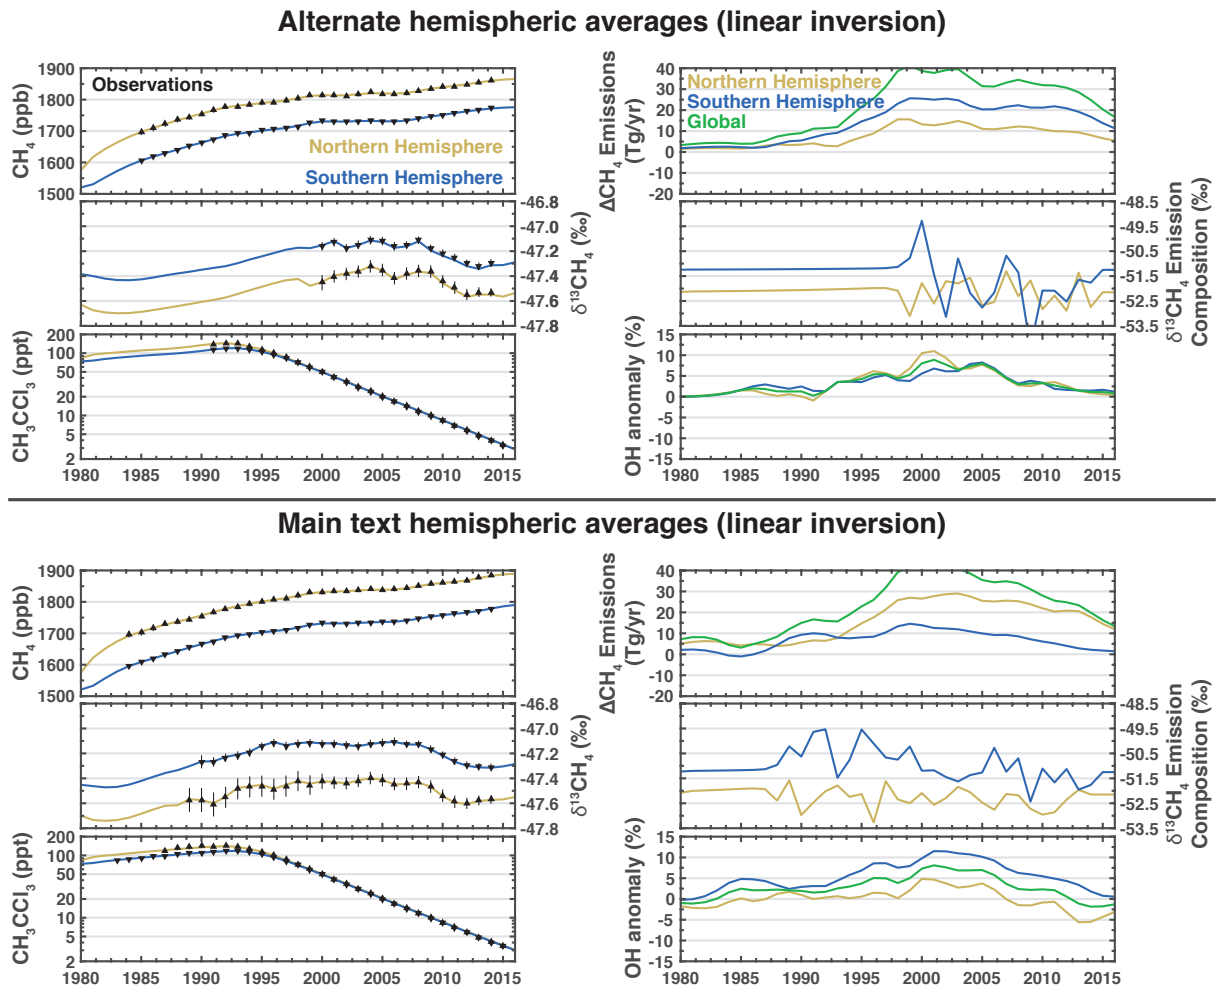 Alternate hemispheric averages (linear inversion)
CH₄ (ppb)
1900
1800
1700
1600
1500
Observations
Northern Hemisphere
Southern Hemisphere
-46.8
-47.0
-47.2
-47.4
-47.6
-47.8
δ¹³CH₄ (‰)
CH₃CCl₃ (ppt)
200
100
50
20
10
5
2
1980 1985 1990 1995 2000 2005 2010 2015
ΔCH₄ Emissions
(Tg/yr)
40
30
20
10
0
-10
-20
Northern Hemisphere
Southern Hemisphere
Global
-48.5
-49.5
-50.5
-51.5
-52.5
-53.5
δ¹³CH₄ Emission
Composition (‰)
OH anomaly (%)
15
10
5
0
-5
-10
-15
1980 1985 1990 1995 2000 2005 2010 2015
Main text hemispheric averages (linear inversion)
CH₄ (ppb)
1900
1800
1700
1600
1500
-46.8
-47.0
-47.2
-47.4
-47.6
-47.8
δ¹³CH₄ (‰)
CH₃CCl₃ (ppt)
200
100
50
20
10
5
2
1980 1985 1990 1995 2000 2005 2010 2015
ΔCH₄ Emissions
(Tg/yr)
40
30
20
10
0
-10
-20
-48.5
-49.5
-50.5
-51.5
-52.5
-53.5
δ¹³CH₄ Emission
Composition (‰)
OH anomaly (%)
15
10
5
0
-5
-10
-15
1980 1985 1990 1995 2000 2005 2010 2015